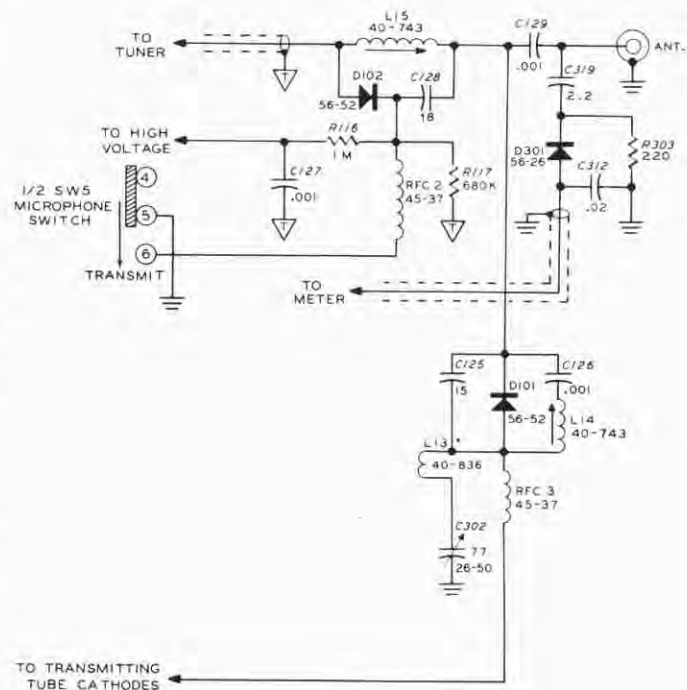 L15
40-743
TO
TUNER
T
D102
56-52
C128
18
C129
.001
ANT.
C319
2.2
TO HIGH
VOLTAGE
R116
1 M
D301
56-26
R303
220
C127
.001
T
RFC 2
45-37
R117
680K
T
C312
.02
1/2 SW5
MICROPHONE
SWITCH
4
5
6
TRANSMIT
TO
METER
C125
15
D101
56-52
C126
.001
L14
40-743
L13
40-836
RFC 3
45-37
C302
77
26-50
TO TRANSMITTING
TUBE CATHODES